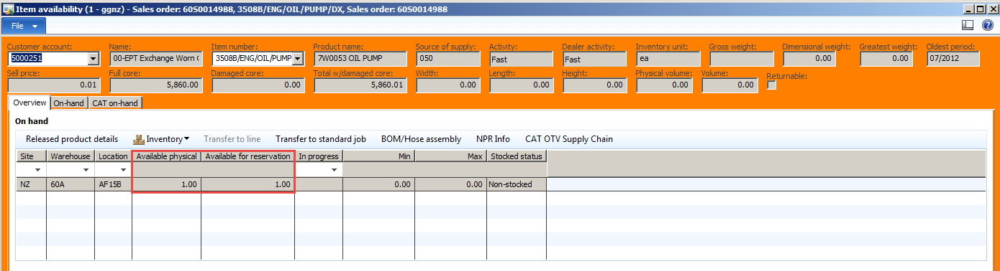 Item availability (1 - ggnz) - Sales order: 60S0014988, 3508B/ENG/OIL/PUMP/DX, Sales order: 60S0014988
File
Customer account: Name: Item number: Product name: Source of supply: Activity: Dealer activity: Inventory unit: Gross weight: Dimensional weight: Greatest weight: Oldest period:
5000251 00-EPT Exchange Worn C 3508B/ENG/OIL/PUMP 7W0053 OIL PUMP 050 Fast Fast ea 0.00 0.00 07/2012
Sell price: Full core: Damaged core: Total w/damaged core: Width: Length: Height: Physical volume: Volume: Returnable:
0.01 5,860.00 0.00 5,860.01 0.00 0.00 0.00 0.00 0.00
Overview On-hand CAT on-hand
On hand
Released product details Inventory Transfer to line Transfer to standard job BOM/Hose assembly NPR Info CAT OTV Supply Chain
Site Warehouse Location Available physical Available for reservation In progress Min Max Stocked status
NZ 60A AF15B 1.00 1.00 0.00 0.00 Non-stocked